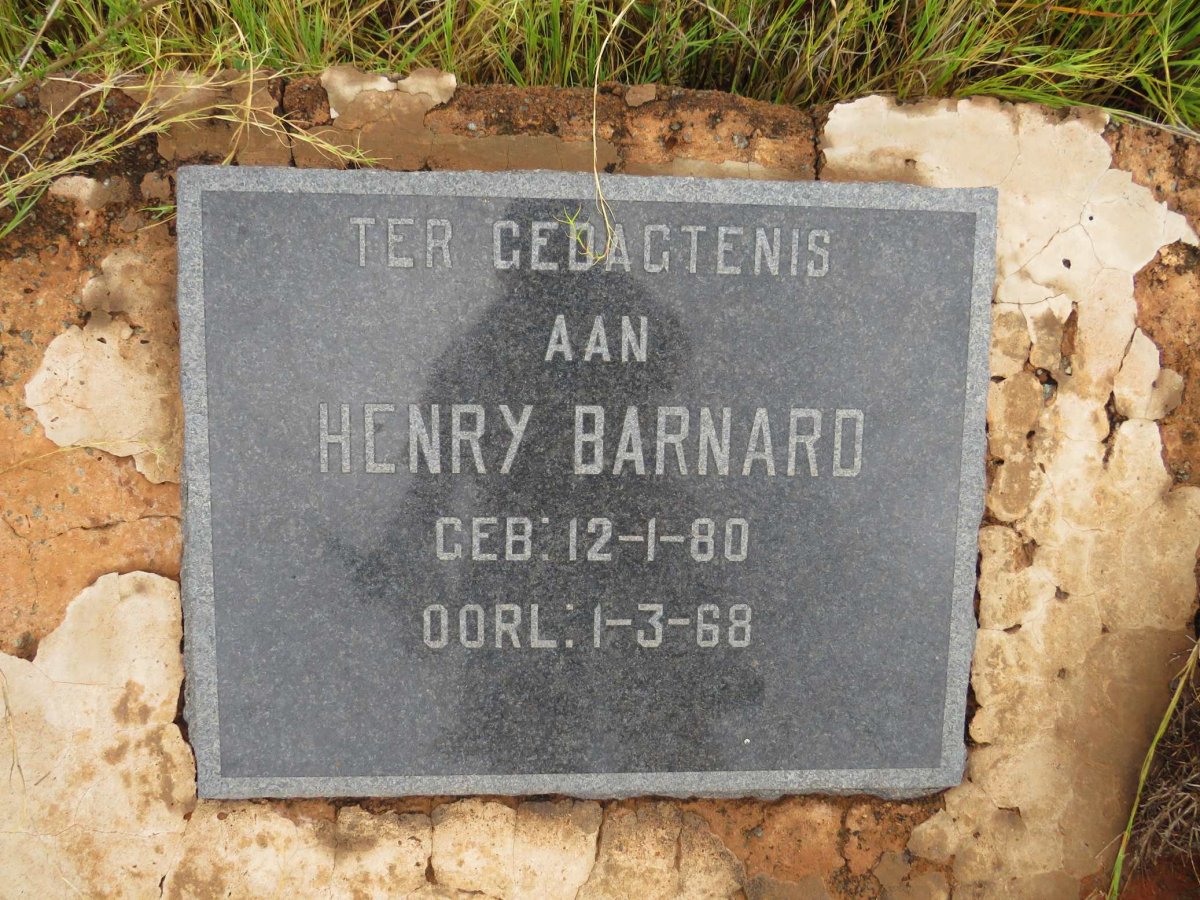 TER GEDAGTENIS
AAN
HENRY BARNARD
GEB: 12-1-80
OORL: 1-3-68